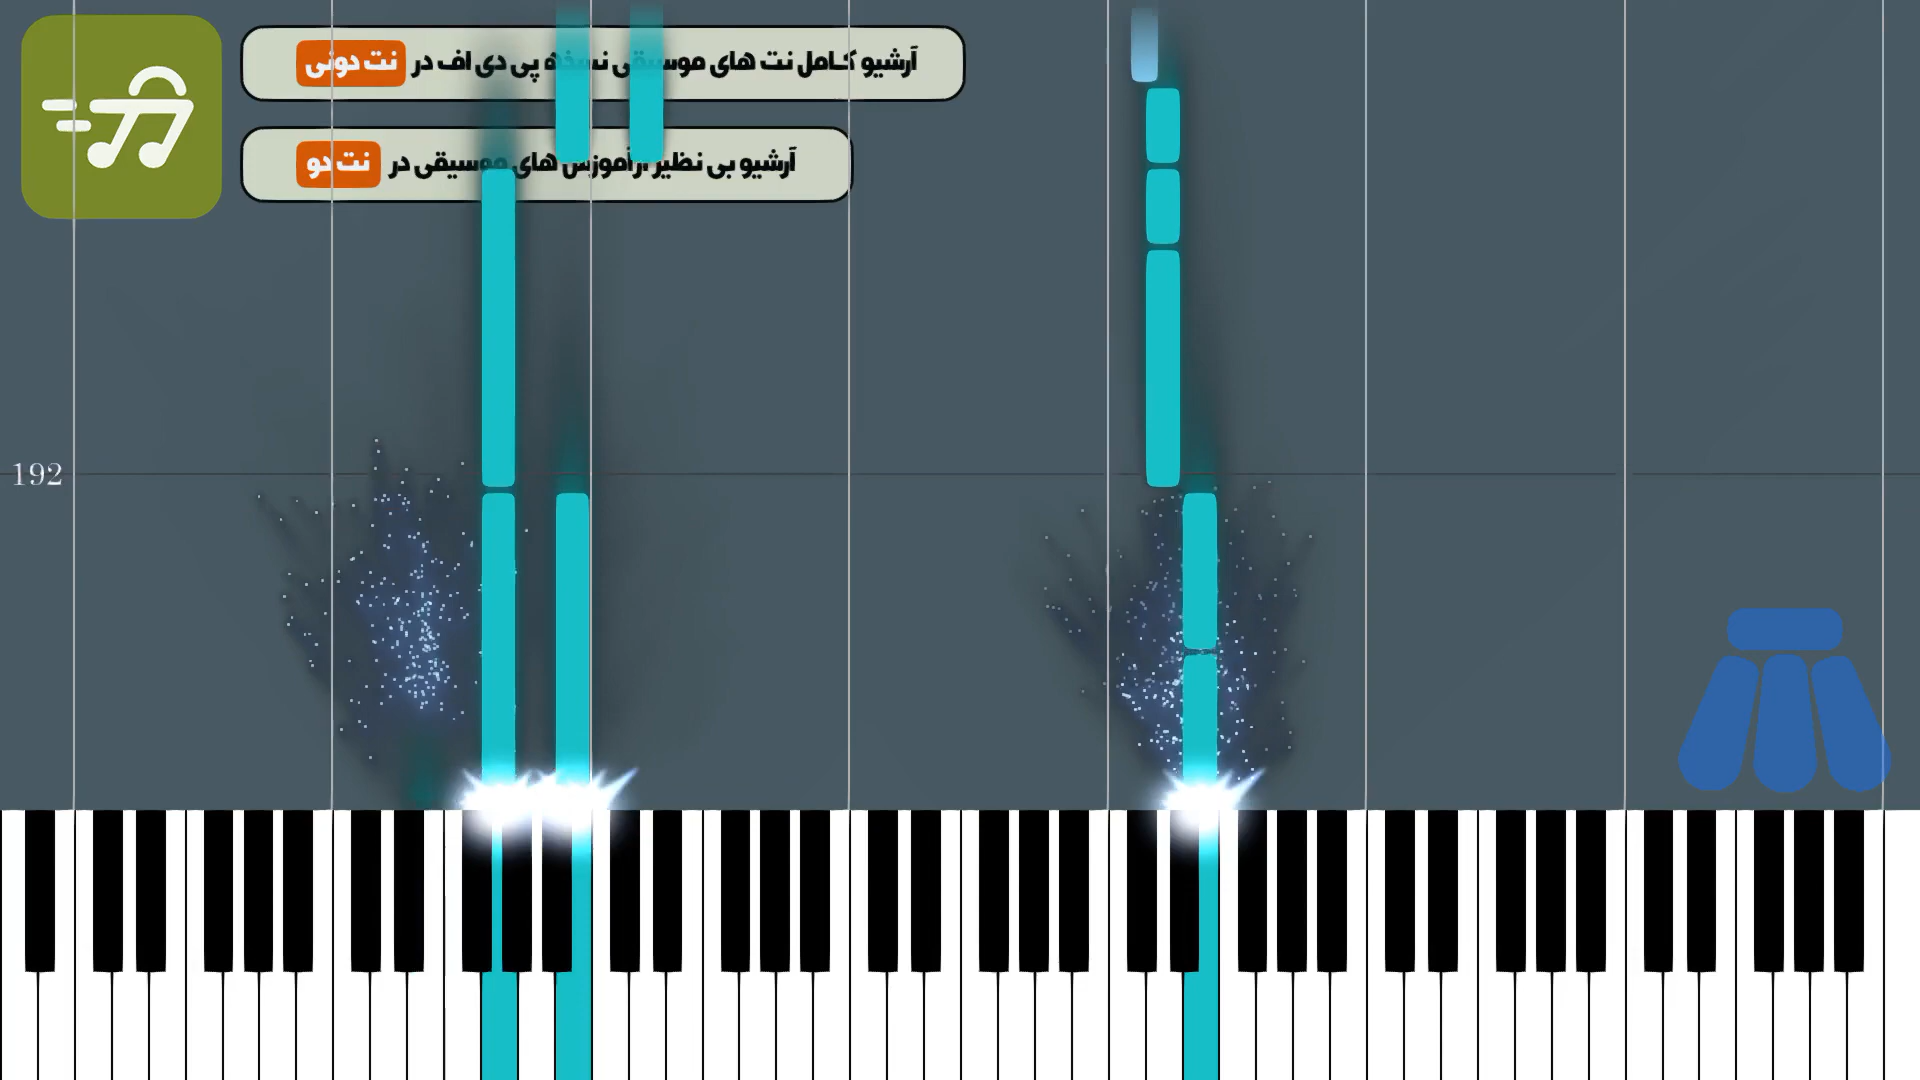 آرشیو کامل نت های موسیقی نسخه پی دی اف در نت دونی
آرشیو بی نظیر از آموزش های موسیقی در نت دو
192